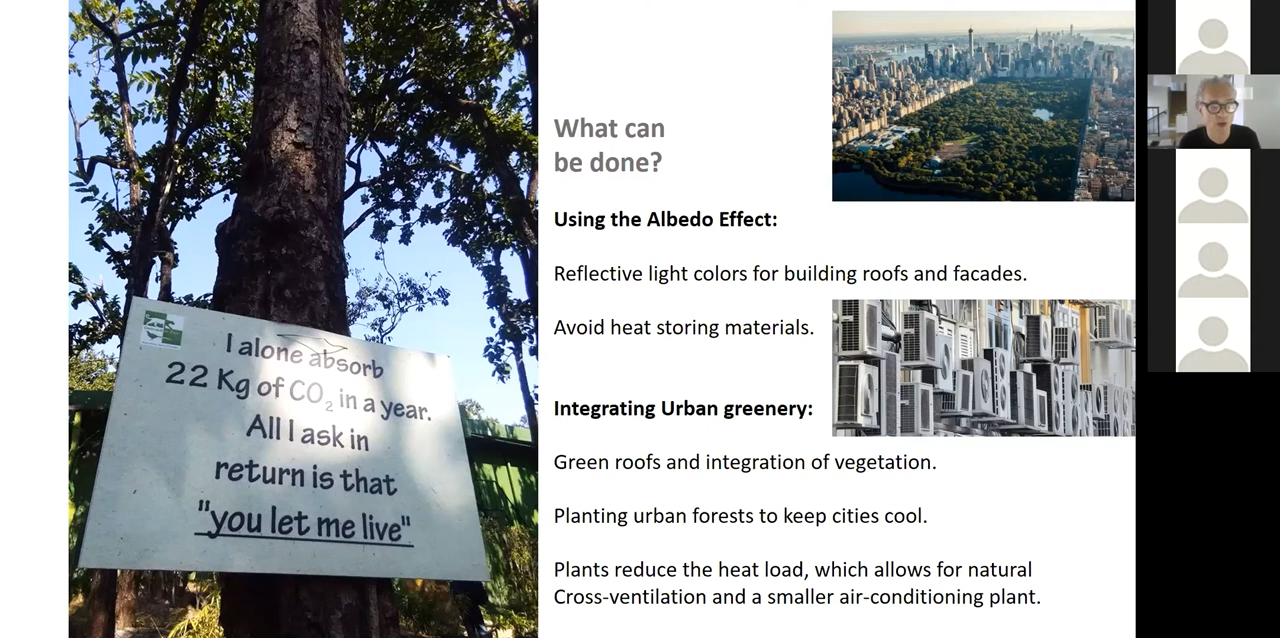 I alone absorb
22 Kg of CO₂ in a year.
All I ask in
return is that
"you let me live"
What can
be done?
Using the Albedo Effect:
Reflective light colors for building roofs and facades.
Avoid heat storing materials.
Integrating Urban greenery:
Green roofs and integration of vegetation.
Planting urban forests to keep cities cool.
Plants reduce the heat load, which allows for natural
Cross-ventilation and a smaller air-conditioning plant.